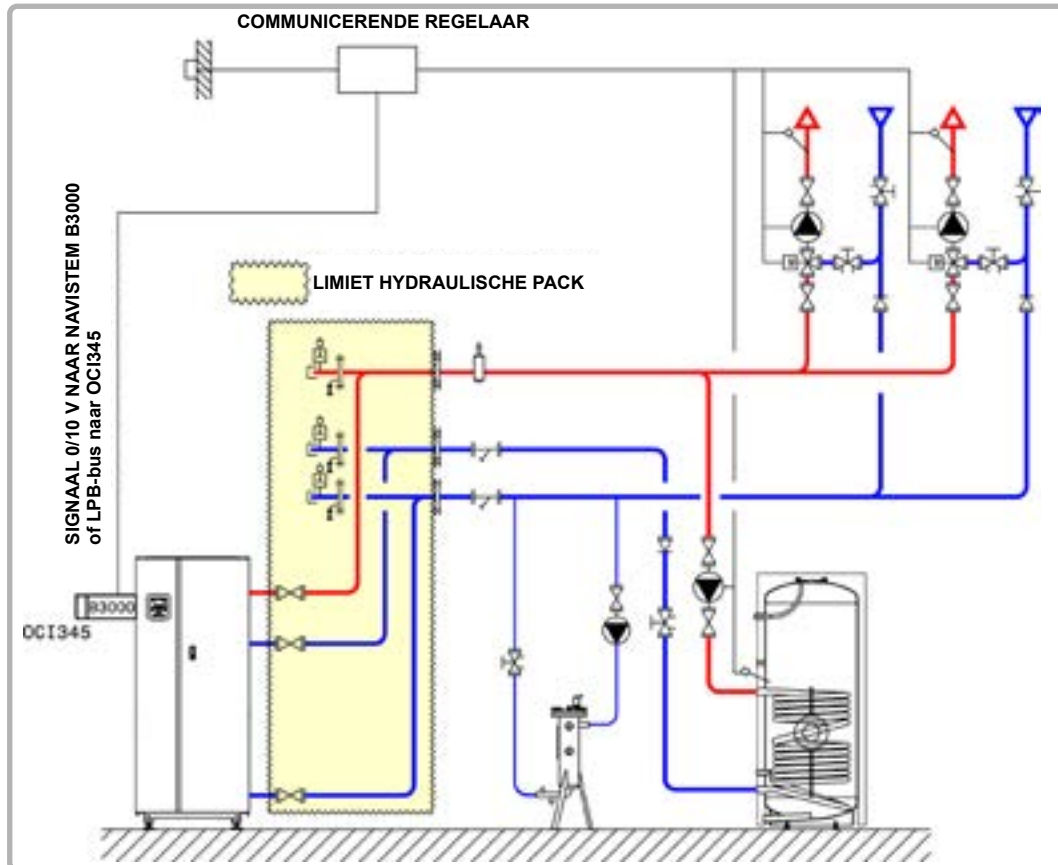 COMMUNICERENDE REGELAAR
SIGNAAL 0/10 V NAAR NAVISTEM B3000
of LPB-bus naar OCI345
LIMIET HYDRAULISCHE PACK
B3000
OCI345